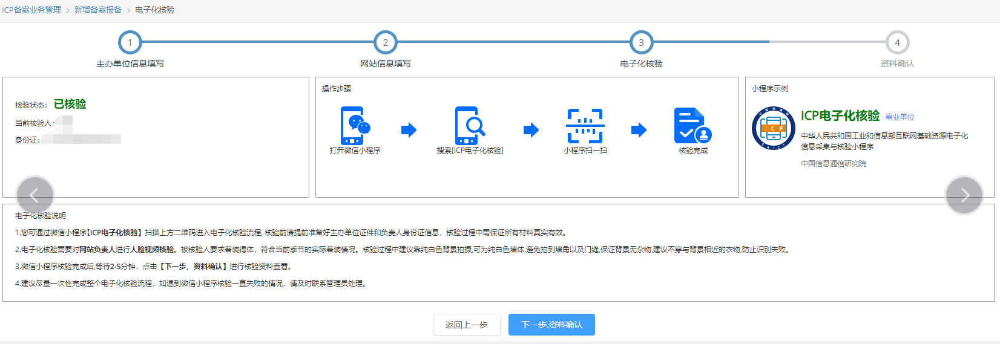 ICP备案业务管理 > 新增备案报备 > 电子化核验
1
2
3
4
主办单位信息填写
网站信息填写
电子化核验
资料确认
检验状态： 已核验
当前核验人:
身份证：
操作步骤
打开微信小程序
搜索[ICP电子化核验]
小程序扫一扫
核验完成
小程序示例
ICP
CAICT
ICP电子化核验 事业单位
中华人民共和国工业和信息部互联网基础资源电子化
信息采集与核验小程序
中国信息通信研究院
电子化核验说明
1.您可通过微信小程序【ICP电子化核验】扫描上方二维码进入电子化核验流程, 核验前请提前准备好主办单位证件和负责人身份证信息，核验过程中需保证所有材料真实有效。
2.电子化核验需要对网站负责人进行人脸视频核验。被核验人要求着装得体，符合当前季节的实际着装情况。核验过程中建议靠纯白色背景拍摄,可为纯白色墙体,避免拍到墙角以及门缝,保证背景无杂物,建议不穿与背景相近的衣物,防止识别失败。
3.微信小程序核验完成后,等待2-5分钟，点击【下一步，资料确认】进行核验资料查看。
4.建议尽量一次性完成整个电子化核验流程，如遇到微信小程序核验一直失败的情况，请及时联系管理员处理。
返回上一步
下一步,资料确认